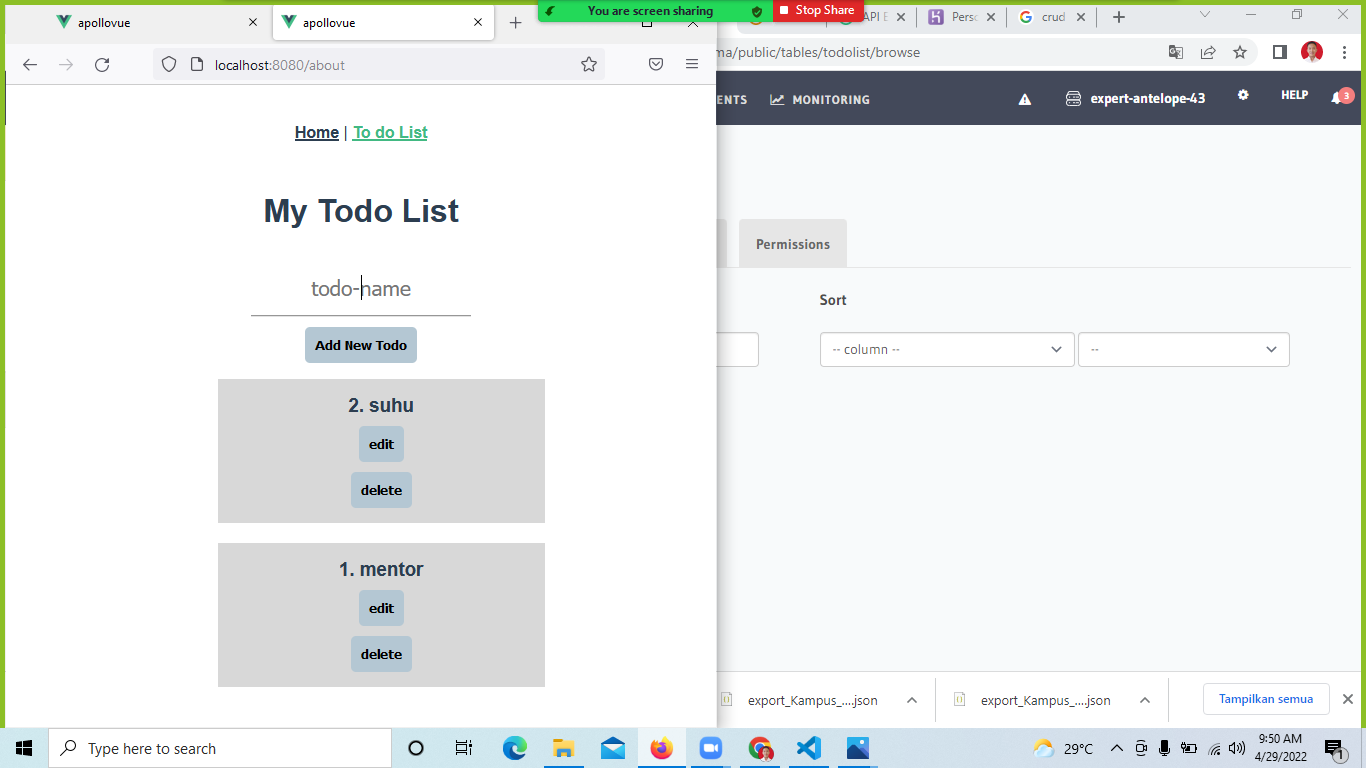 You are screen sharing
Stop Share
apollovue
apollovue
API
Perso
crud
localhost:8080/about
ma/public/tables/todolist/browse
ENTS
MONITORING
expert-antelope-43
HELP
3
Home | To do List
My Todo List
todo-name
Add New Todo
2. suhu
edit
delete
1. mentor
edit
delete
Permissions
Sort
-- column --
--
export_Kampus_....json
export_Kampus_....json
Tampilkan semua
Type here to search
29°C
9:50 AM
4/29/2022
1